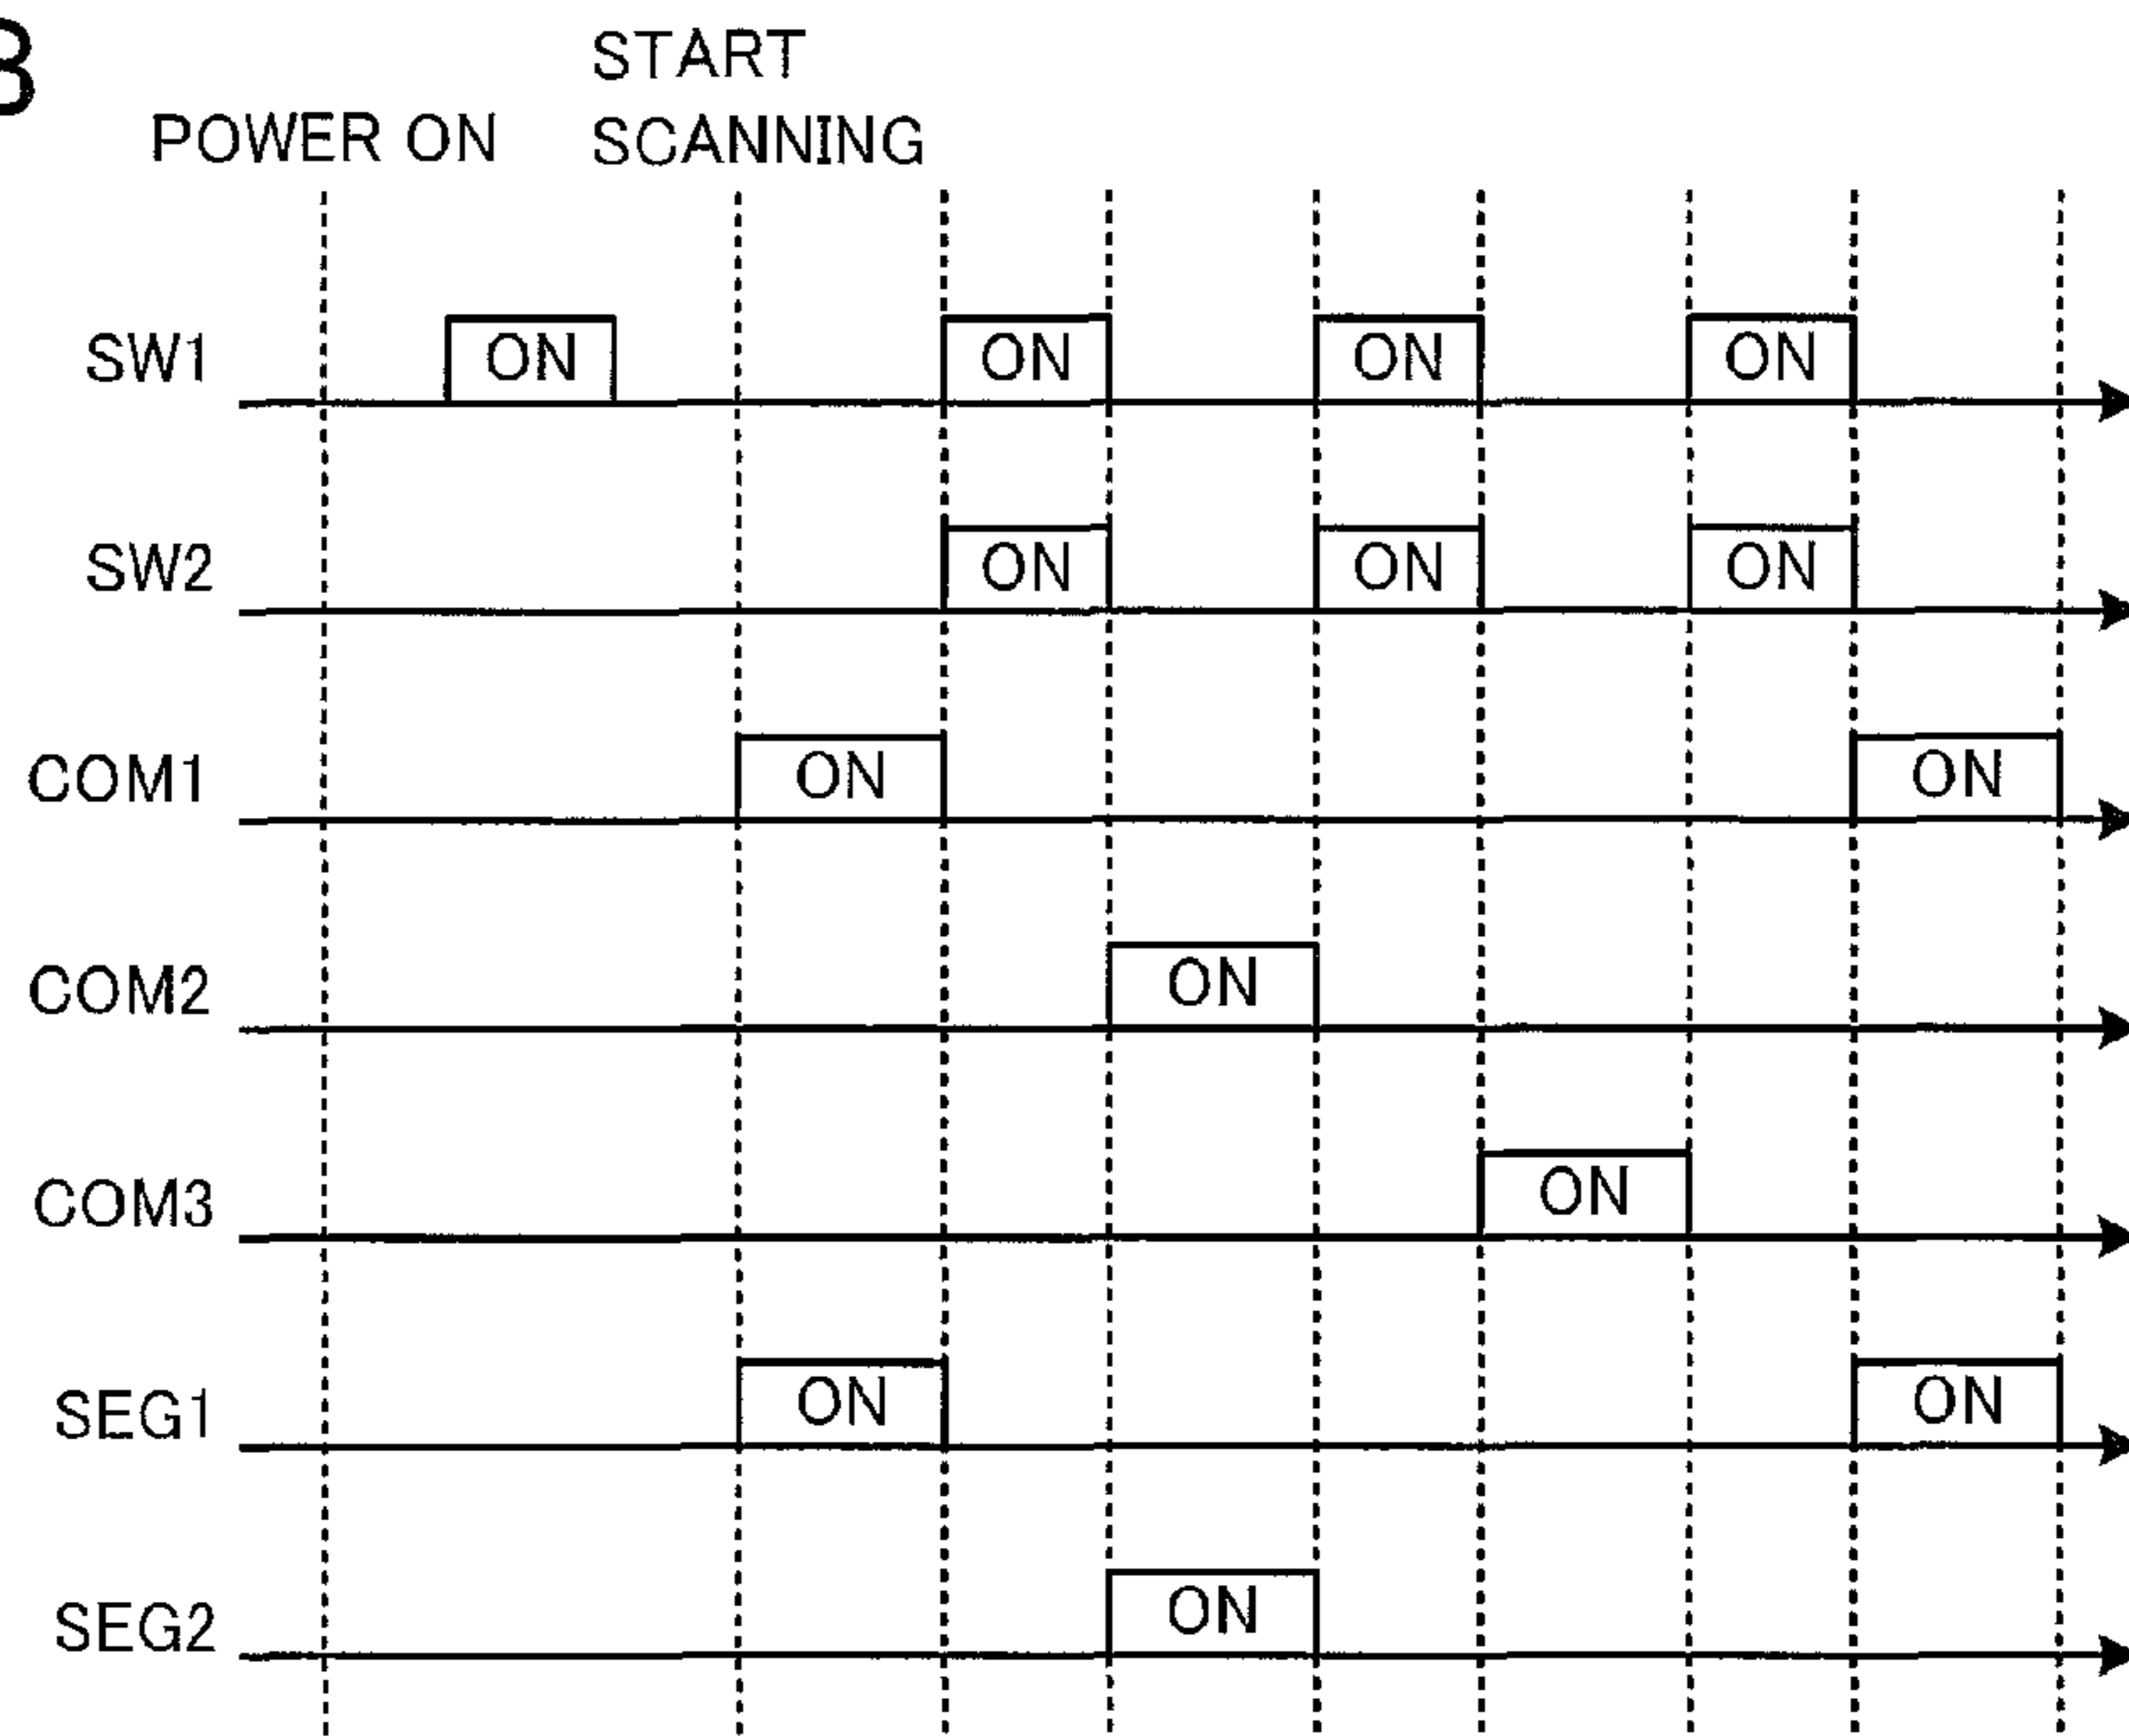 START
POWER ON SCANNING
SW1 ON ON ON ON
SW2 ON ON ON
COM1 ON ON
COM2 ON
COM3 ON
SEG1 ON ON
SEG2 ON